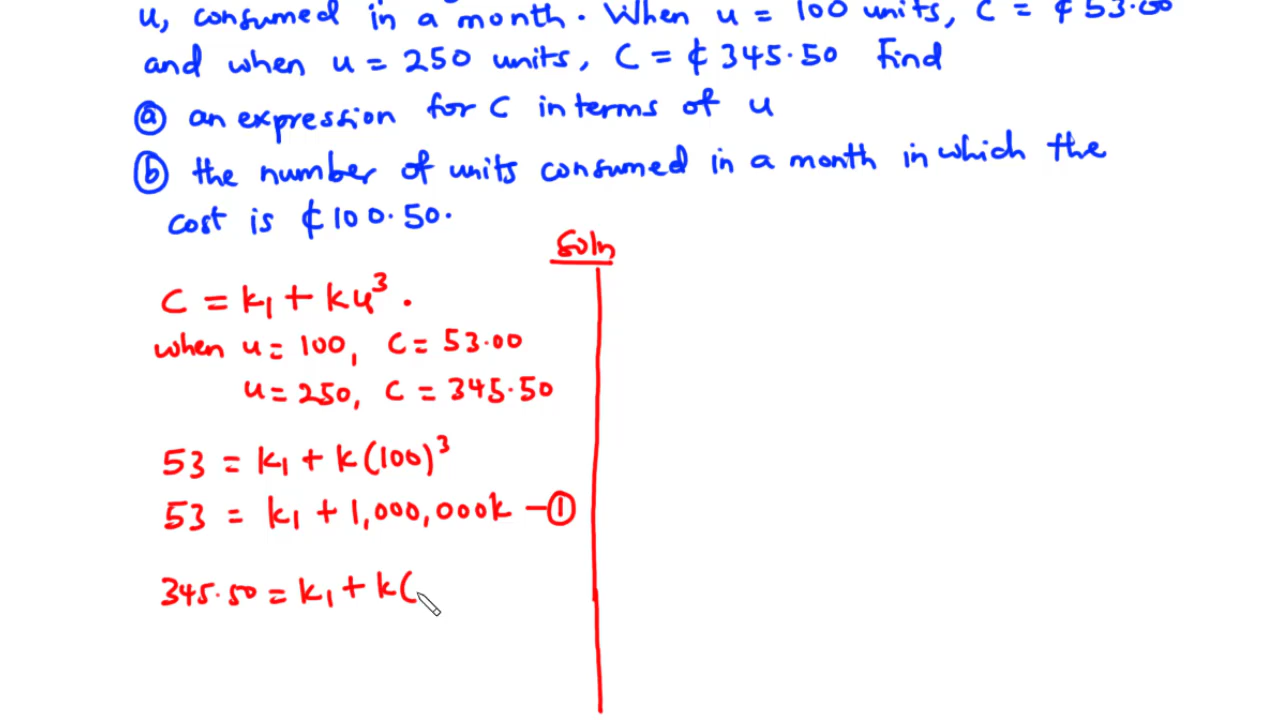 u, consumed in a month. When u = 100 units, C = ¢53.00
and when u = 250 units, C = ¢345.50 Find
ⓐ an expression for C in terms of u
ⓑ the number of units consumed in a month in which the
cost is ¢100.50.
Soln
C = k₁ + ku³.
when u = 100, C = 53.00
u = 250, C = 345.50
53 = k₁ + k(100)³
53 = k₁ + 1,000,000k – ①
345.50 = k₁ + k(